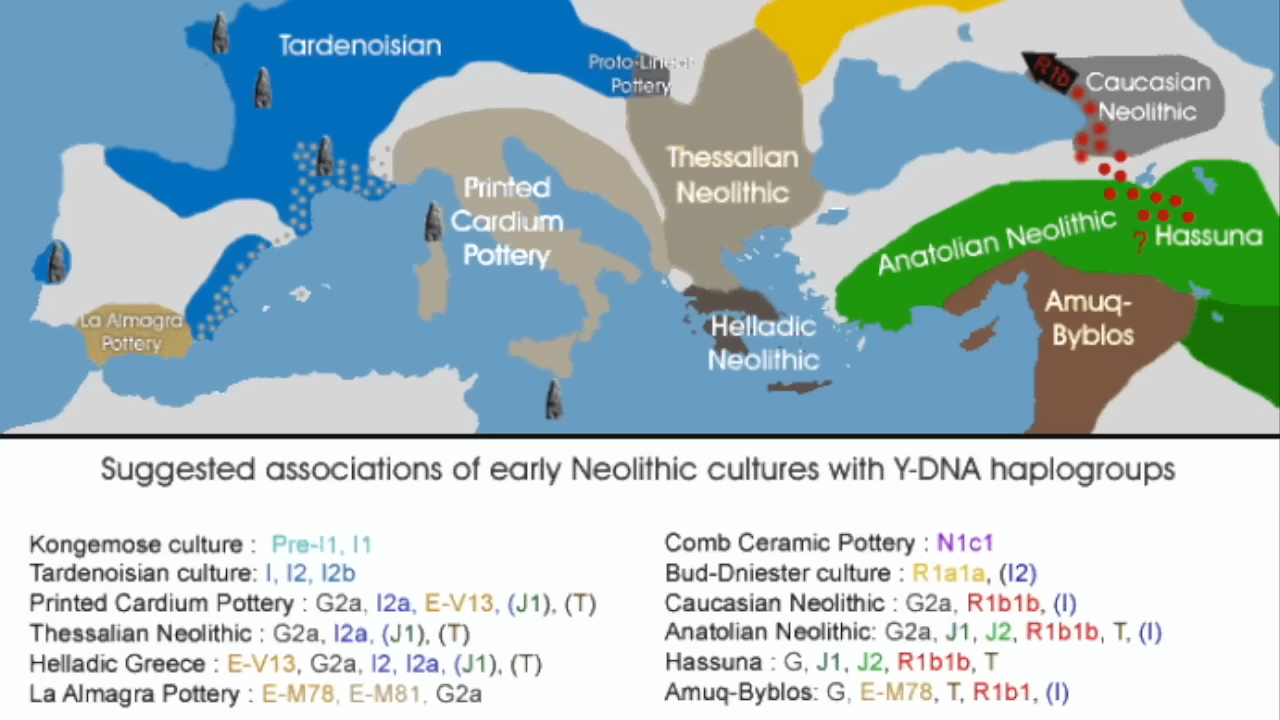 Tardenoisian
Proto-Linear
Pottery
R1b
Caucasian
Neolithic
Thessalian
Neolithic
Printed
Cardium
Pottery
Anatolian Neolithic
? Hassuna
La Almagra
Pottery
Helladic
Neolithic
Amuq-
Byblos
Suggested associations of early Neolithic cultures with Y-DNA haplogroups
Kongemose culture : Pre-I1, I1
Tardenoisian culture: I, I2, I2b
Printed Cardium Pottery : G2a, I2a, E-V13, (J1), (T)
Thessalian Neolithic : G2a, I2a, (J1), (T)
Helladic Greece : E-V13, G2a, I2, I2a, (J1), (T)
La Almagra Pottery : E-M78, E-M81, G2a
Comb Ceramic Pottery : N1c1
Bud-Dniester culture : R1a1a, (I2)
Caucasian Neolithic : G2a, R1b1b, (I)
Anatolian Neolithic: G2a, J1, J2, R1b1b, T, (I)
Hassuna : G, J1, J2, R1b1b, T
Amuq-Byblos: G, E-M78, T, R1b1, (I)